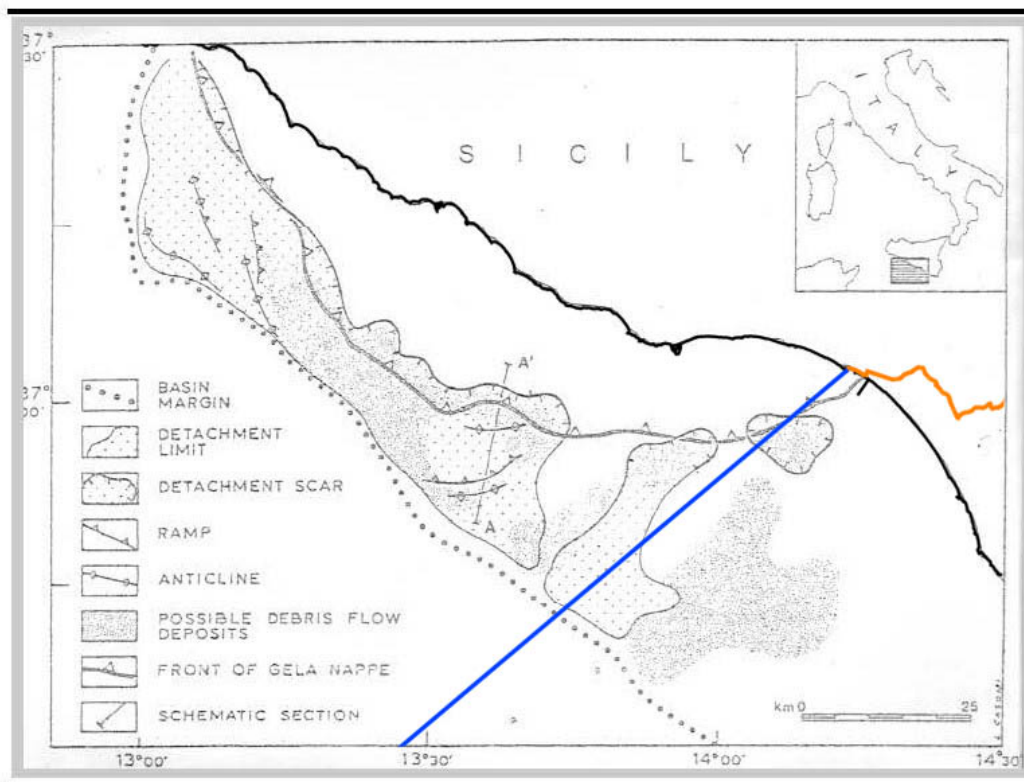 37°
30'
SICILY
ITALY
A'
37°
00'
BASIN
MARGIN
DETACHMENT
LIMIT
DETACHMENT SCAR
RAMP
A
ANTICLINE
POSSIBLE DEBRIS FLOW
DEPOSITS
FRONT OF GELA NAPPE
SCHEMATIC SECTION
km 0 25
13°00' 13°30' 14°00' 14°30'